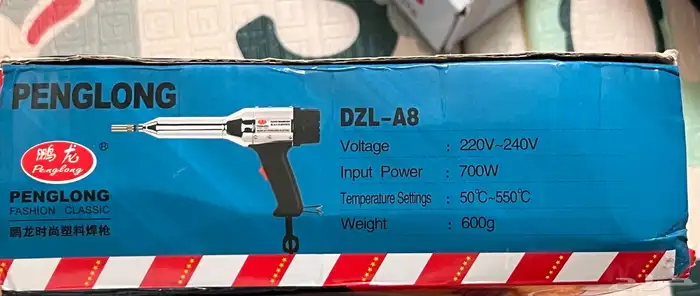 PENGLONG
鹏龙
Penglong
®
PENGLONG
FASHION CLASSIC
鹏龙时尚塑料焊枪
DZL-A8
Voltage : 220V~240V
Input Power : 700W
Temperature Settings : 50℃~550℃
Weight : 600g